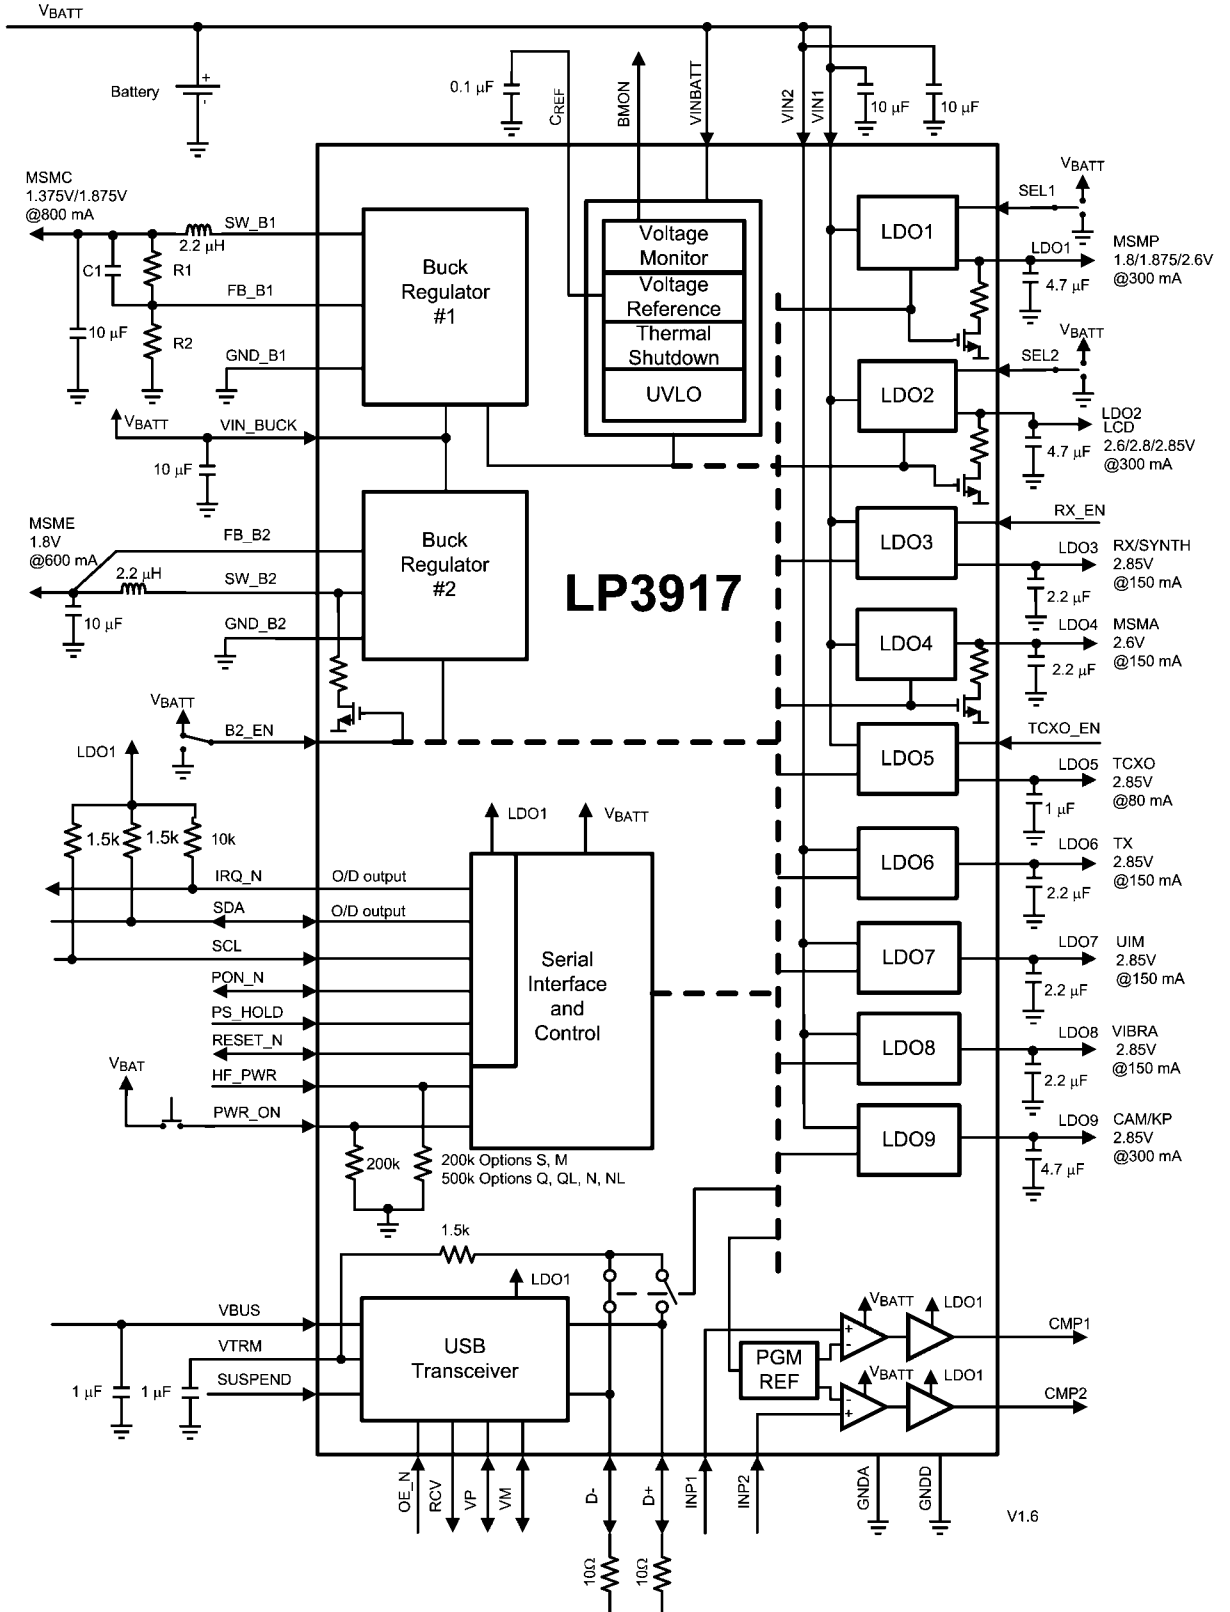 VBATT
Battery
+
-
0.1 µF
CREF
BMON
VINBATT
VIN2
VIN1
10 µF
10 µF
MSMC
1.375V/1.875V
@800 mA
SW_B1
2.2 µH
C1
R1
FB_B1
10 µF
R2
GND_B1
VBATT
VIN_BUCK
10 µF
Buck
Regulator
#1
Voltage
Monitor
Voltage
Reference
Thermal
Shutdown
UVLO
LDO1
SEL1
VBATT
LDO1
MSMP
1.8/1.875/2.6V
@300 mA
4.7 µF
LDO2
SEL2
VBATT
LDO2
LCD
2.6/2.8/2.85V
@300 mA
4.7 µF
MSME
1.8V
@600 mA
FB_B2
2.2 µH
SW_B2
10 µF
GND_B2
Buck
Regulator
#2
LP3917
LDO3
RX_EN
LDO3
RX/SYNTH
2.85V
@150 mA
2.2 µF
LDO4
LDO4
MSMA
2.6V
@150 mA
2.2 µF
VBATT
B2_EN
LDO5
TCXO_EN
LDO5
TCXO
2.85V
@80 mA
1 µF
LDO1
1.5k
1.5k
10k
IRQ_N
O/D output
SDA
O/D output
SCL
PON_N
PS_HOLD
RESET_N
HF_PWR
VBAT
PWR_ON
LDO1
VBATT
Serial
Interface
and
Control
200k
200k Options S, M
500k Options Q, QL, N, NL
LDO6
LDO6
TX
2.85V
@150 mA
2.2 µF
LDO7
LDO7
UIM
2.85V
@150 mA
2.2 µF
LDO8
LDO8
VIBRA
2.85V
@150 mA
2.2 µF
LDO9
LDO9
CAM/KP
2.85V
@300 mA
4.7 µF
1.5k
LDO1
VBUS
VTRM
SUSPEND
1 µF
1 µF
USB
Transceiver
PGM
REF
VBATT
LDO1
+
-
CMP1
VBATT
LDO1
-
+
CMP2
OE_N
RCV
VP
VM
D-
D+
INP1
INP2
GNDA
GNDD
10Ω
10Ω
V1.6